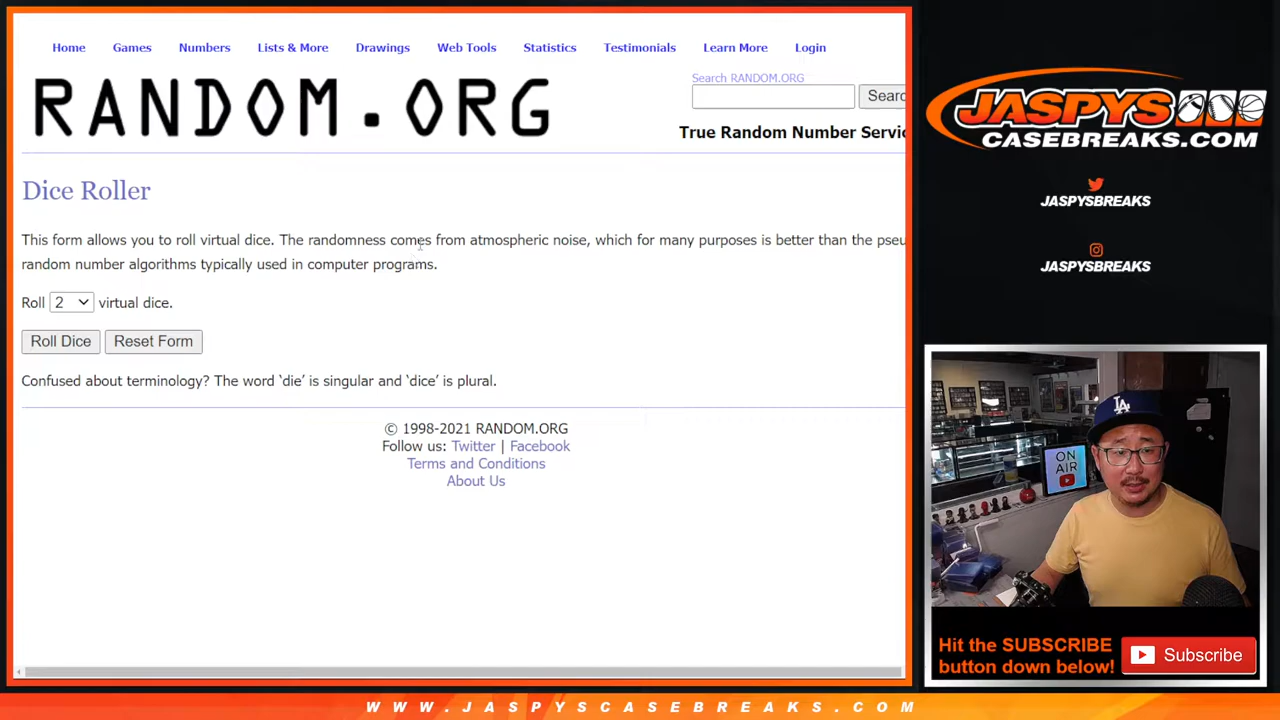 Home Games Numbers Lists & More Drawings Web Tools Statistics Testimonials Learn More Login
RANDOM.ORG
Search RANDOM.ORG
Searc
True Random Number Servic
Dice Roller
This form allows you to roll virtual dice. The randomness comes from atmospheric noise, which for many purposes is better than the pseu
random number algorithms typically used in computer programs.
Roll 2 virtual dice.
Roll Dice Reset Form
Confused about terminology? The word ‘die’ is singular and ‘dice’ is plural.
© 1998-2021 RANDOM.ORG
Follow us: Twitter | Facebook
Terms and Conditions
About Us
JASPYS
CASEBREAKS.COM
JASPYSBREAKS
JASPYSBREAKS
LA
ON
AIR
Hit the SUBSCRIBE
button down below!
Subscribe
WWW.JASPYSCASEBREAKS.COM